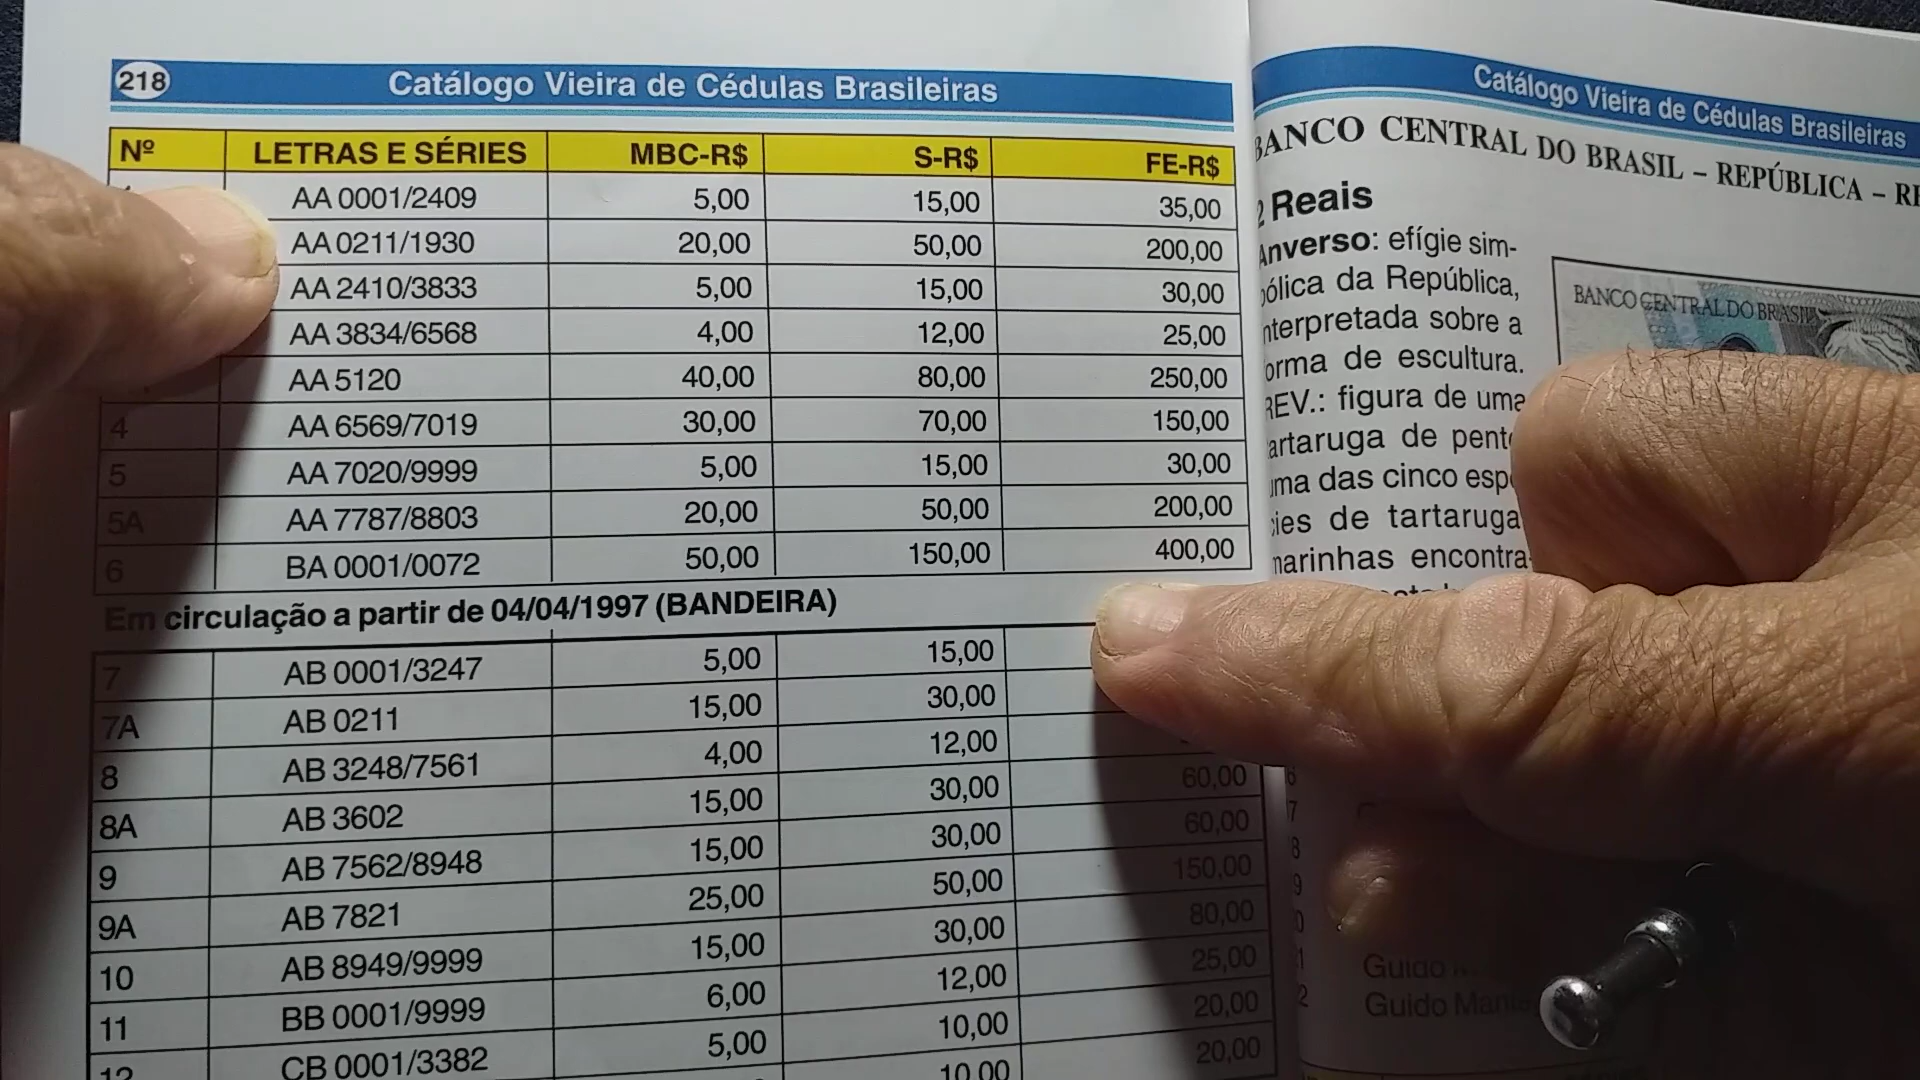 218 Catálogo Vieira de Cédulas Brasileiras
Nº LETRAS E SÉRIES MBC-R$ S-R$ FE-R$
AA 0001/2409 5,00 15,00 35,00
AA 0211/1930 20,00 50,00 200,00
AA 2410/3833 5,00 15,00 30,00
AA 3834/6568 4,00 12,00 25,00
AA 5120 40,00 80,00 250,00
4 AA 6569/7019 30,00 70,00 150,00
5 AA 7020/9999 5,00 15,00 30,00
5A AA 7787/8803 20,00 50,00 200,00
6 BA 0001/0072 50,00 150,00 400,00
Em circulação a partir de 04/04/1997 (BANDEIRA)
7 AB 0001/3247 5,00 15,00
7A AB 0211 15,00 30,00
8 AB 3248/7561 4,00 12,00
8A AB 3602 15,00 30,00 60,00
9 AB 7562/8948 15,00 30,00 60,00
9A AB 7821 25,00 50,00 150,00
10 AB 8949/9999 15,00 30,00 80,00
11 BB 0001/9999 6,00 12,00 25,00
12 CB 0001/3382 5,00 10,00 20,00
10,00 20,00
Catálogo Vieira de Cédulas Brasileiras
BANCO CENTRAL DO BRASIL – REPÚBLICA –
2 Reais
Anverso: efígie sim-
bólica da República,
interpretada sobre a
forma de escultura.
REV.: figura de uma
tartaruga de pente
uma das cinco espé
cies de tartaruga
marinhas encontra-
BANCO CENTRAL DO BRASIL
Guido
Guido